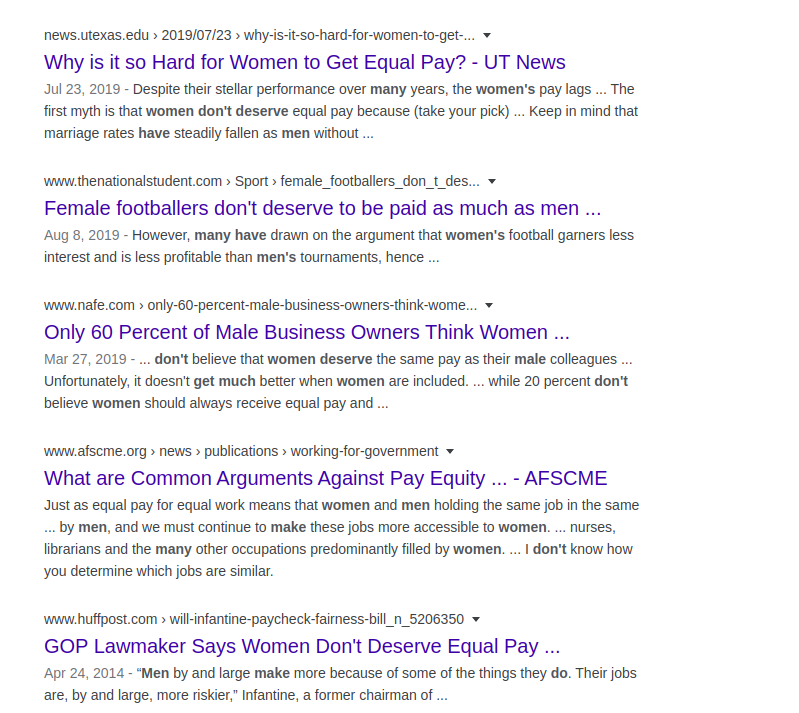 news.utexas.edu › 2019/07/23 › why-is-it-so-hard-for-women-to-get-...
Why is it so Hard for Women to Get Equal Pay? - UT News
Jul 23, 2019 - Despite their stellar performance over many years, the women's pay lags ... The
first myth is that women don't deserve equal pay because (take your pick) ... Keep in mind that
marriage rates have steadily fallen as men without ...
www.thenationalstudent.com › Sport › female_footballers_don_t_des...
Female footballers don't deserve to be paid as much as men ...
Aug 8, 2019 - However, many have drawn on the argument that women's football garners less
interest and is less profitable than men's tournaments, hence ...
www.nafe.com › only-60-percent-male-business-owners-think-wome...
Only 60 Percent of Male Business Owners Think Women ...
Mar 27, 2019 - ... don't believe that women deserve the same pay as their male colleagues ...
Unfortunately, it doesn't get much better when women are included. ... while 20 percent don't
believe women should always receive equal pay and ...
www.afscme.org › news › publications › working-for-government
What are Common Arguments Against Pay Equity ... - AFSCME
Just as equal pay for equal work means that women and men holding the same job in the same
... by men, and we must continue to make these jobs more accessible to women. ... nurses,
librarians and the many other occupations predominantly filled by women. ... I don't know how
you determine which jobs are similar.
www.huffpost.com › will-infantine-paycheck-fairness-bill_n_5206350
GOP Lawmaker Says Women Don't Deserve Equal Pay ...
Apr 24, 2014 - “Men by and large make more because of some of the things they do. Their jobs
are, by and large, more riskier,” Infantine, a former chairman of ...